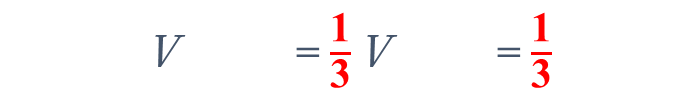 V = 1/3 V = 1/3